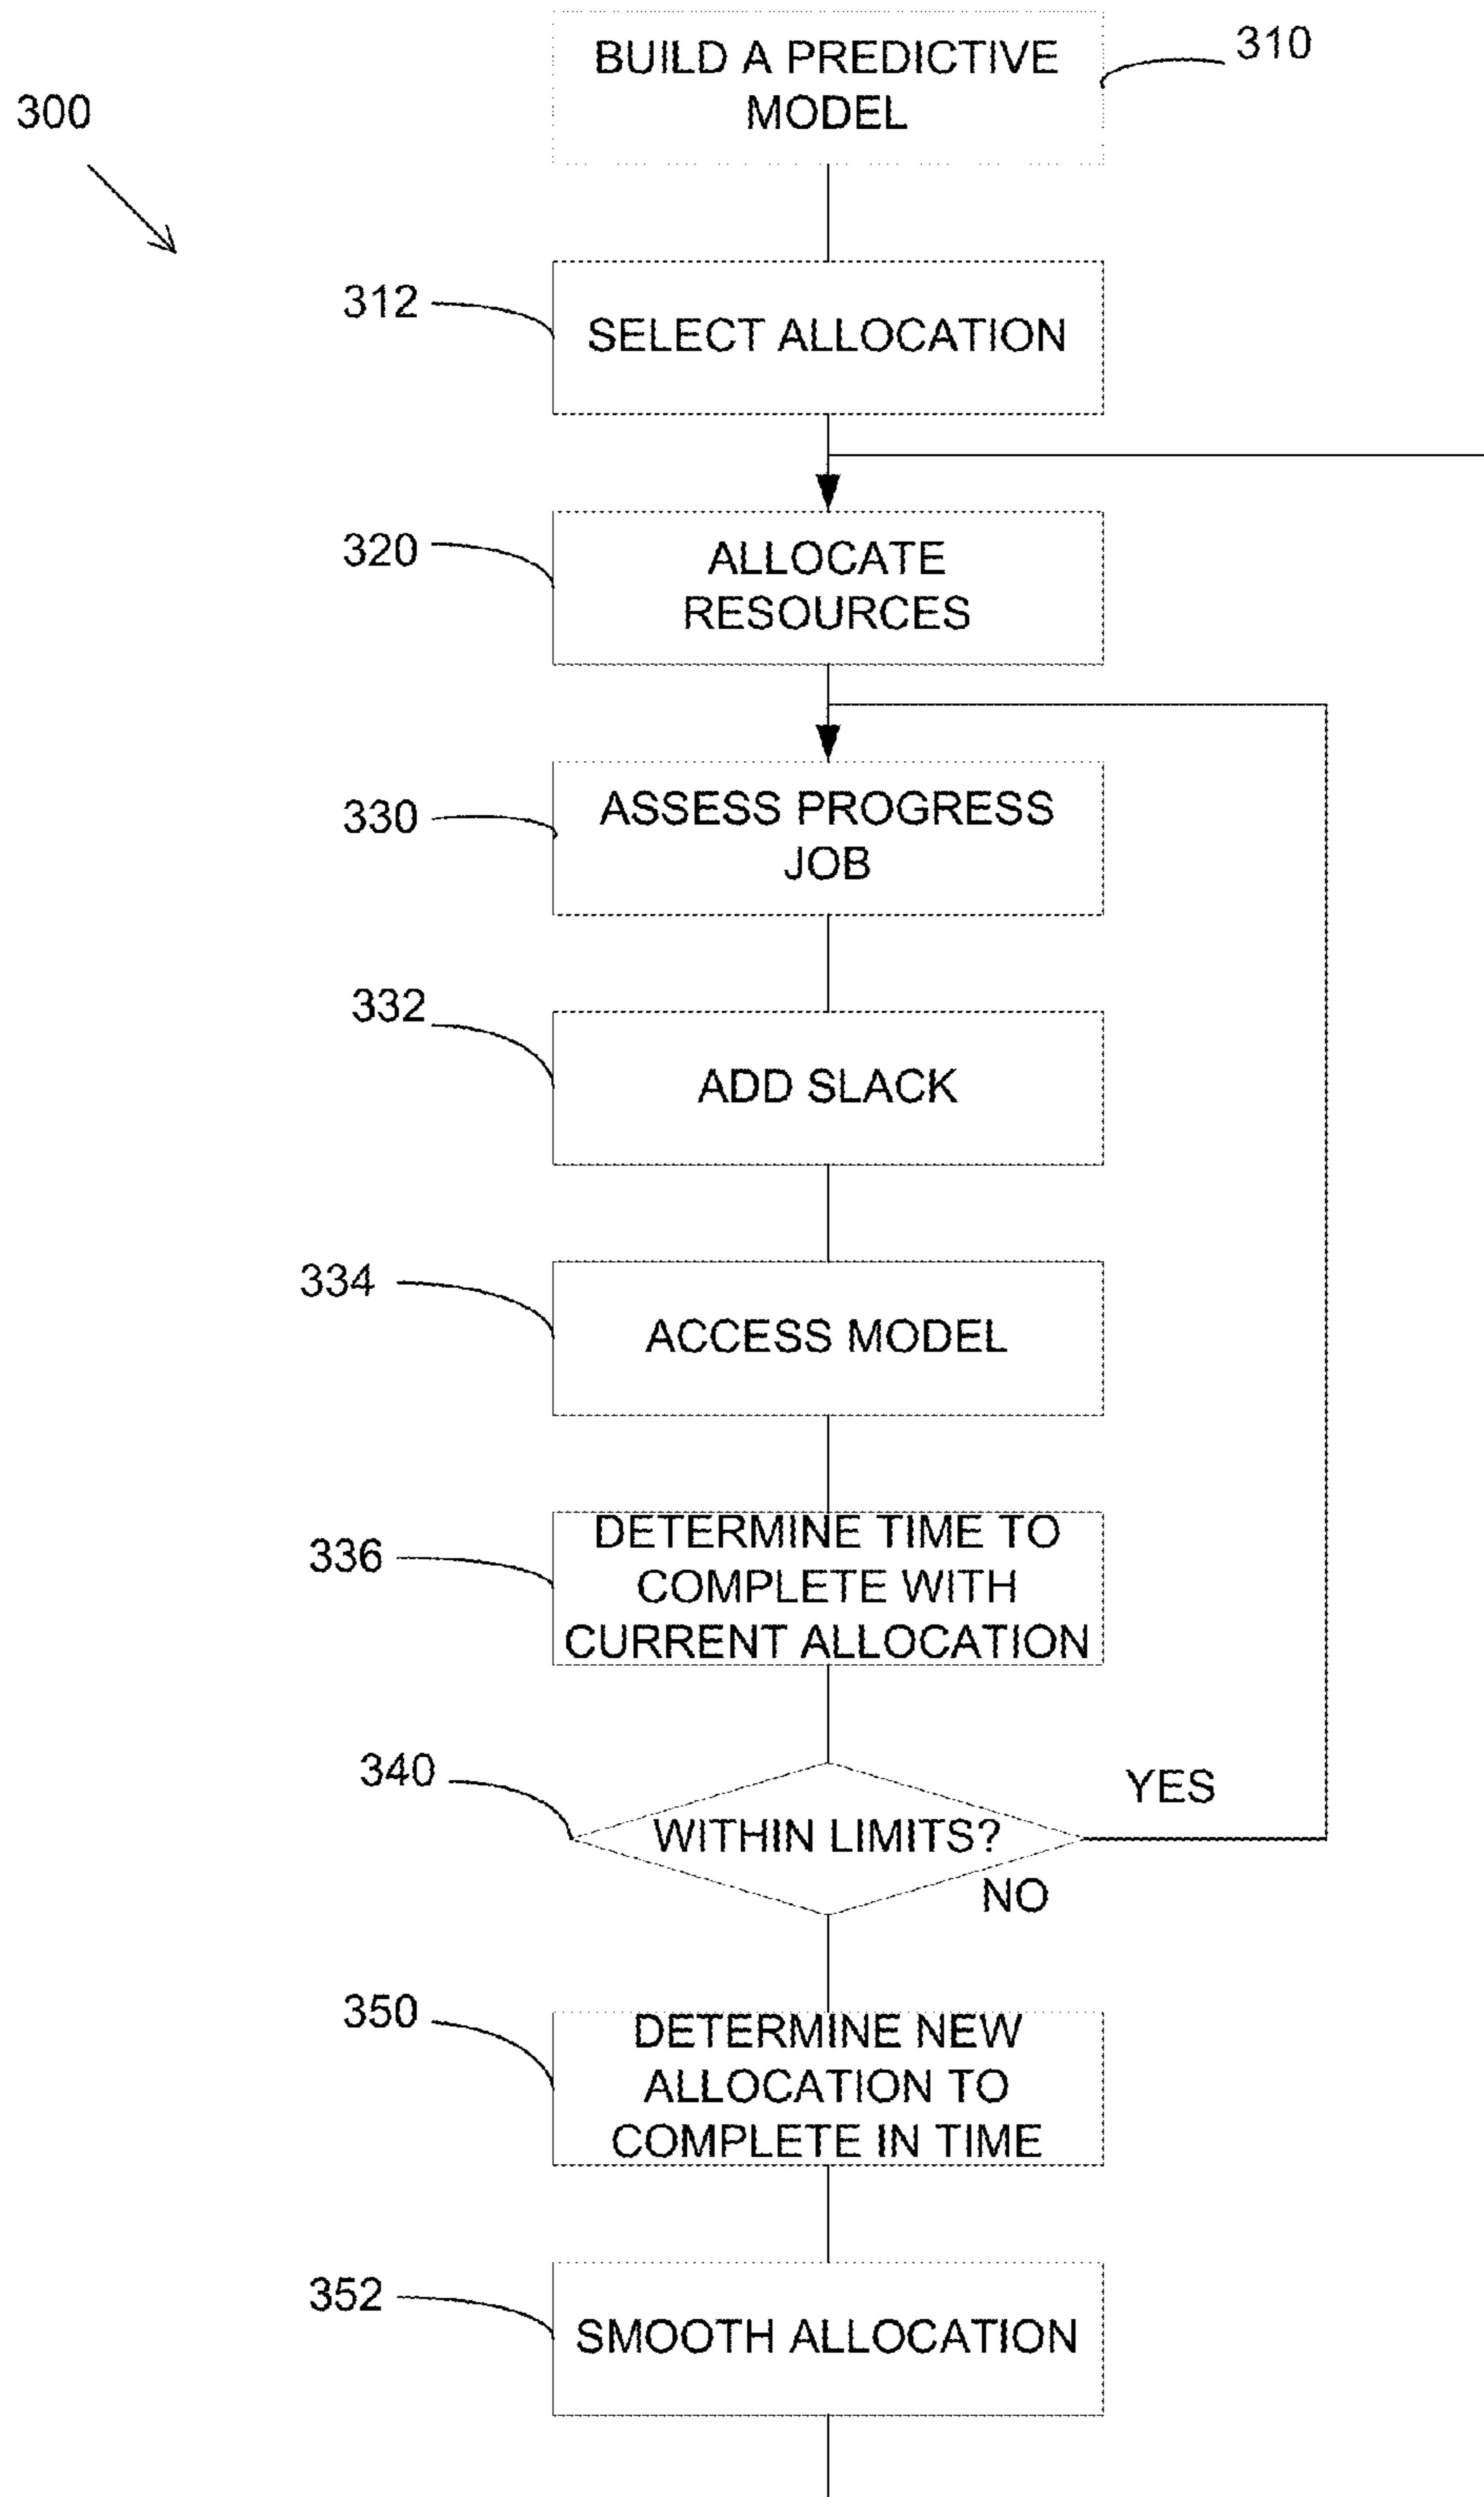 BUILD A PREDICTIVE
MODEL
310
300
312
SELECT ALLOCATION
320
ALLOCATE
RESOURCES
330
ASSESS PROGRESS
JOB
332
ADD SLACK
334
ACCESS MODEL
336
DETERMINE TIME TO
COMPLETE WITH
CURRENT ALLOCATION
340
WITHIN LIMITS?
YES
NO
350
DETERMINE NEW
ALLOCATION TO
COMPLETE IN TIME
352
SMOOTH ALLOCATION